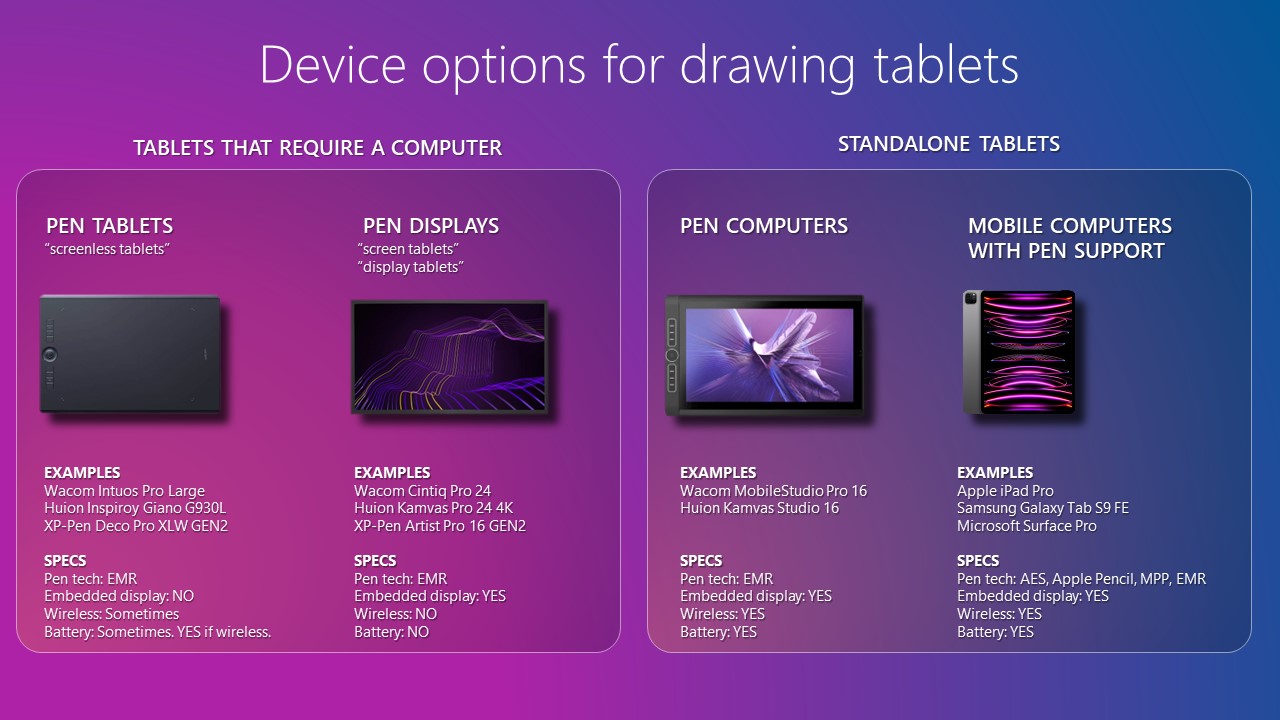 Device options for drawing tablets
TABLETS THAT REQUIRE A COMPUTER
PEN TABLETS
“screenless tablets”
EXAMPLES
Wacom Intuos Pro Large
Huion Inspiroy Giano G930L
XP-Pen Deco Pro XLW GEN2
SPECS
Pen tech: EMR
Embedded display: NO
Wireless: Sometimes
Battery: Sometimes. YES if wireless.
PEN DISPLAYS
“screen tablets”
“display tablets”
EXAMPLES
Wacom Cintiq Pro 24
Huion Kamvas Pro 24 4K
XP-Pen Artist Pro 16 GEN2
SPECS
Pen tech: EMR
Embedded display: YES
Wireless: NO
Battery: NO
STANDALONE TABLETS
PEN COMPUTERS
EXAMPLES
Wacom MobileStudio Pro 16
Huion Kamvas Studio 16
SPECS
Pen tech: EMR
Embedded display: YES
Wireless: YES
Battery: YES
MOBILE COMPUTERS
WITH PEN SUPPORT
EXAMPLES
Apple iPad Pro
Samsung Galaxy Tab S9 FE
Microsoft Surface Pro
SPECS
Pen tech: AES, Apple Pencil, MPP, EMR
Embedded display: YES
Wireless: YES
Battery: YES